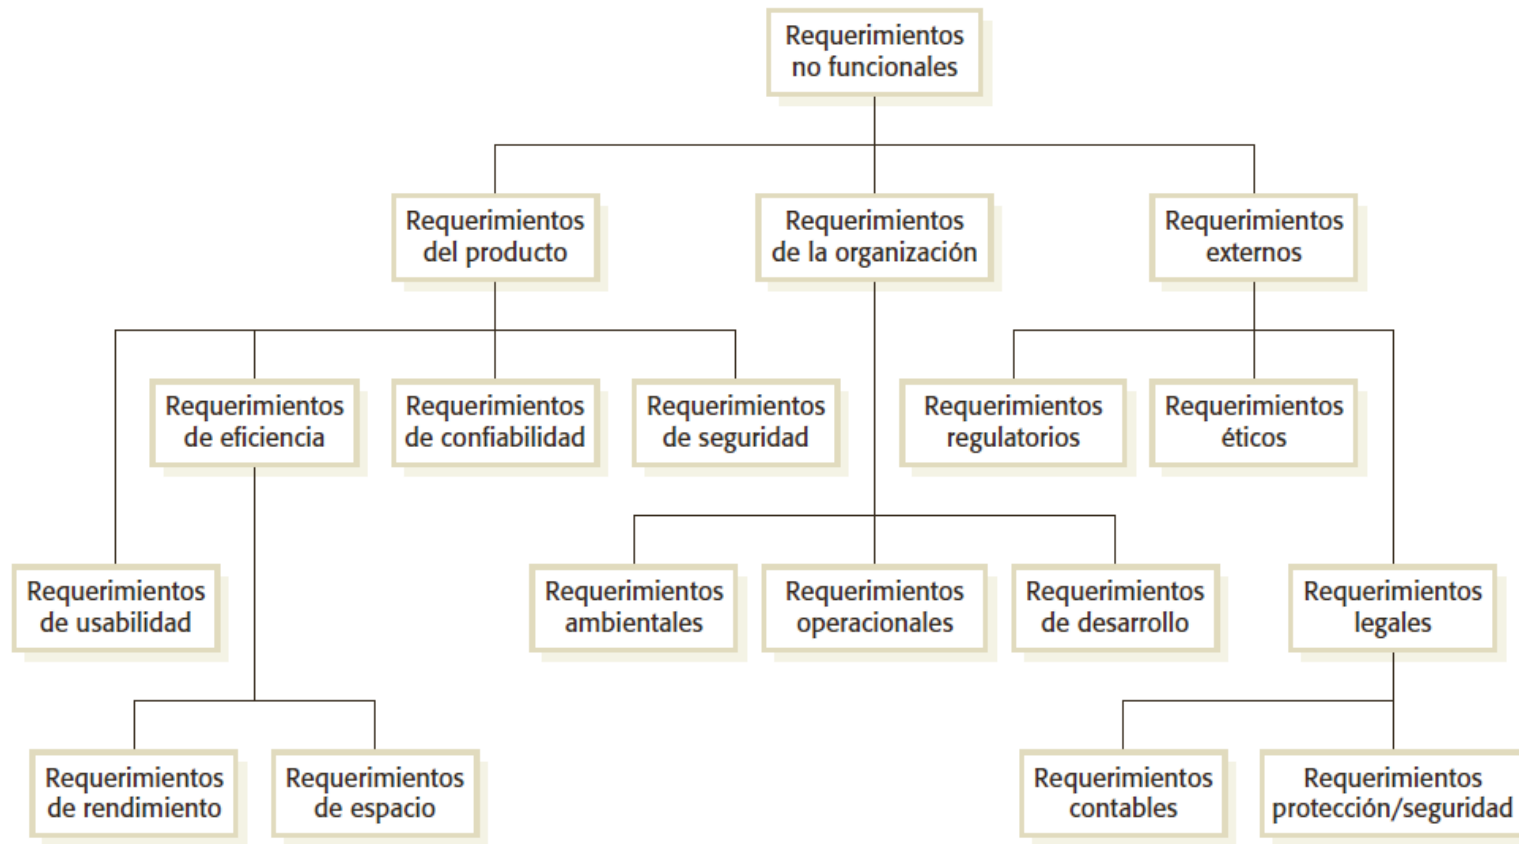 Requerimientos
no funcionales
Requerimientos
del producto
Requerimientos
de la organización
Requerimientos
externos
Requerimientos
de eficiencia
Requerimientos
de confiabilidad
Requerimientos
de seguridad
Requerimientos
regulatorios
Requerimientos
éticos
Requerimientos
de usabilidad
Requerimientos
ambientales
Requerimientos
operacionales
Requerimientos
de desarrollo
Requerimientos
legales
Requerimientos
de rendimiento
Requerimientos
de espacio
Requerimientos
contables
Requerimientos
protección/seguridad